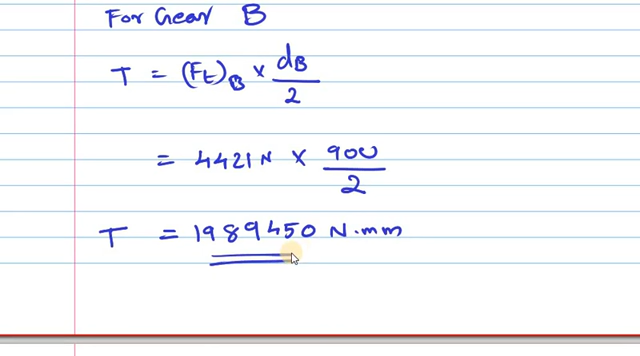 For Gear B
T = (Ft)B × dB/2
= 4421 N × 900/2
T = 1989450 N.mm